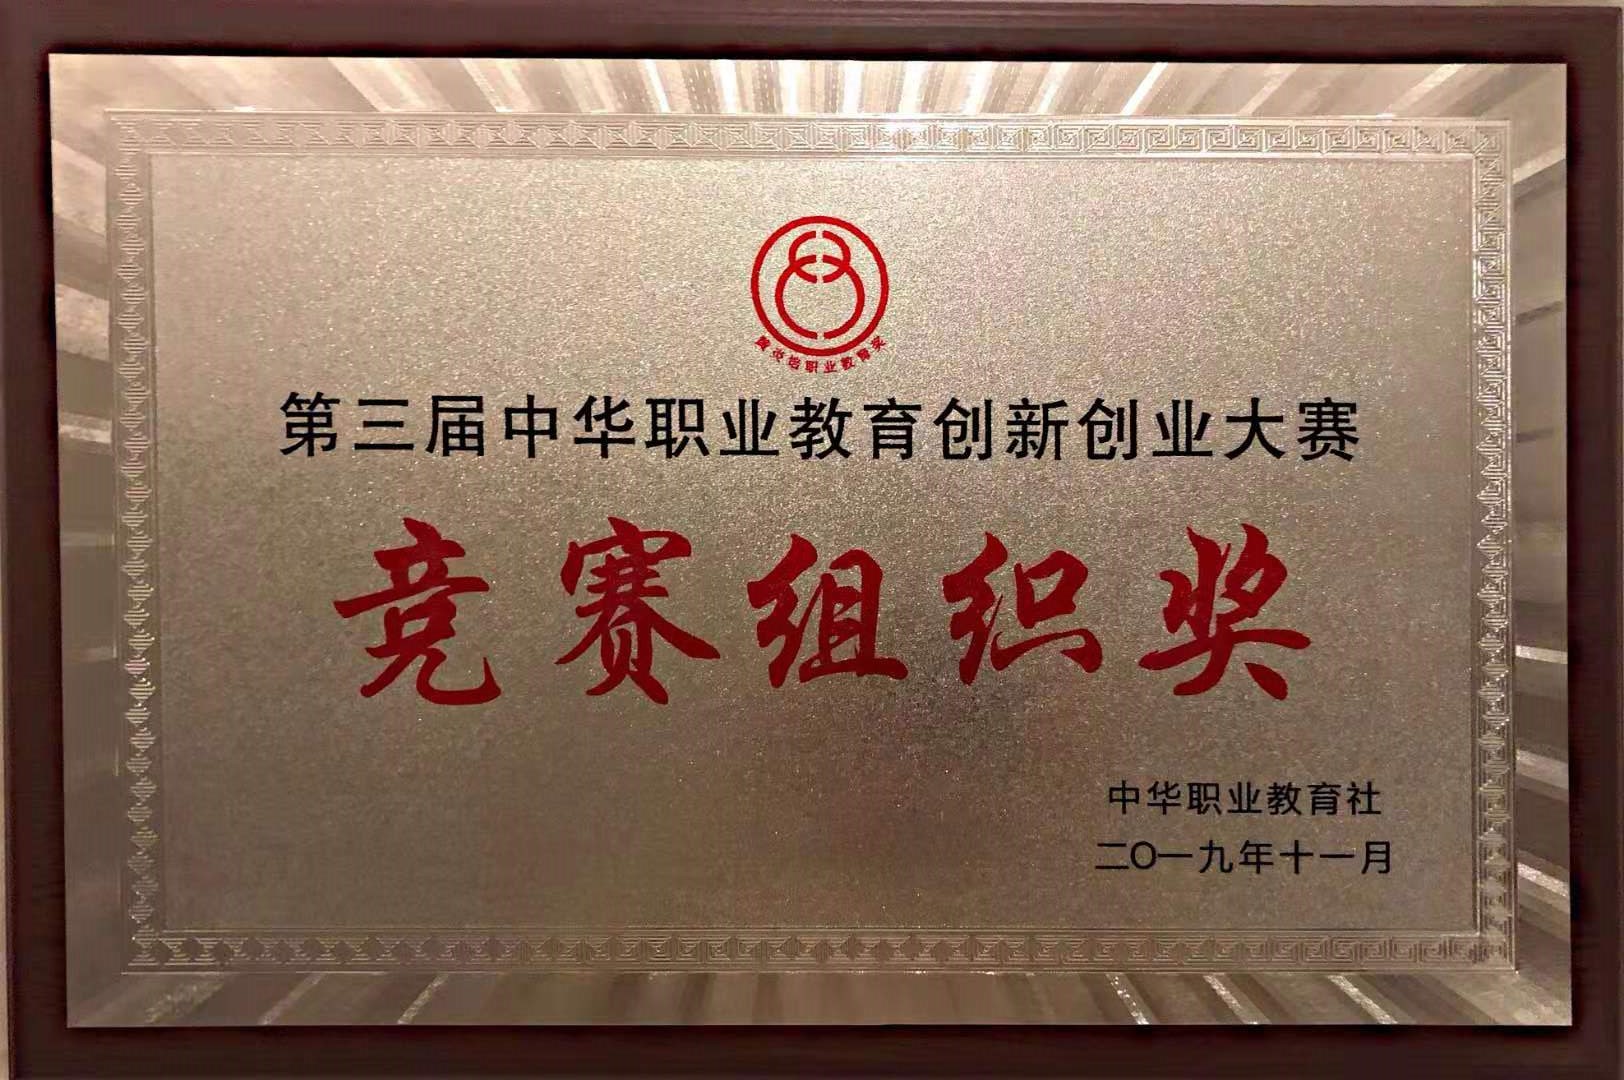 黄炎培职业教育奖
第三届中华职业教育创新创业大赛
竞赛组织奖
中华职业教育社
二〇一九年十一月